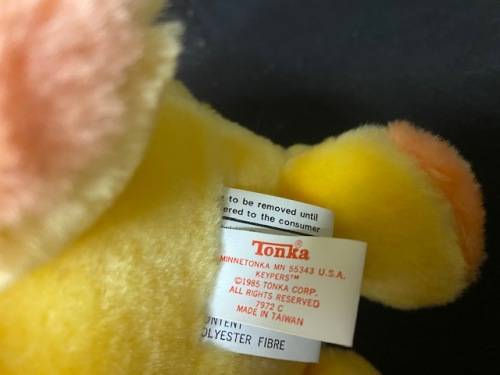 to be removed until
ered to the consumer
Tonka®
MINNETONKA MN 55343 U.S.A.
KEYPERS™
©1985 TONKA CORP.
ALL RIGHTS RESERVED
7972 C
MADE IN TAIWAN
ONTENT
OLYESTER FIBRE